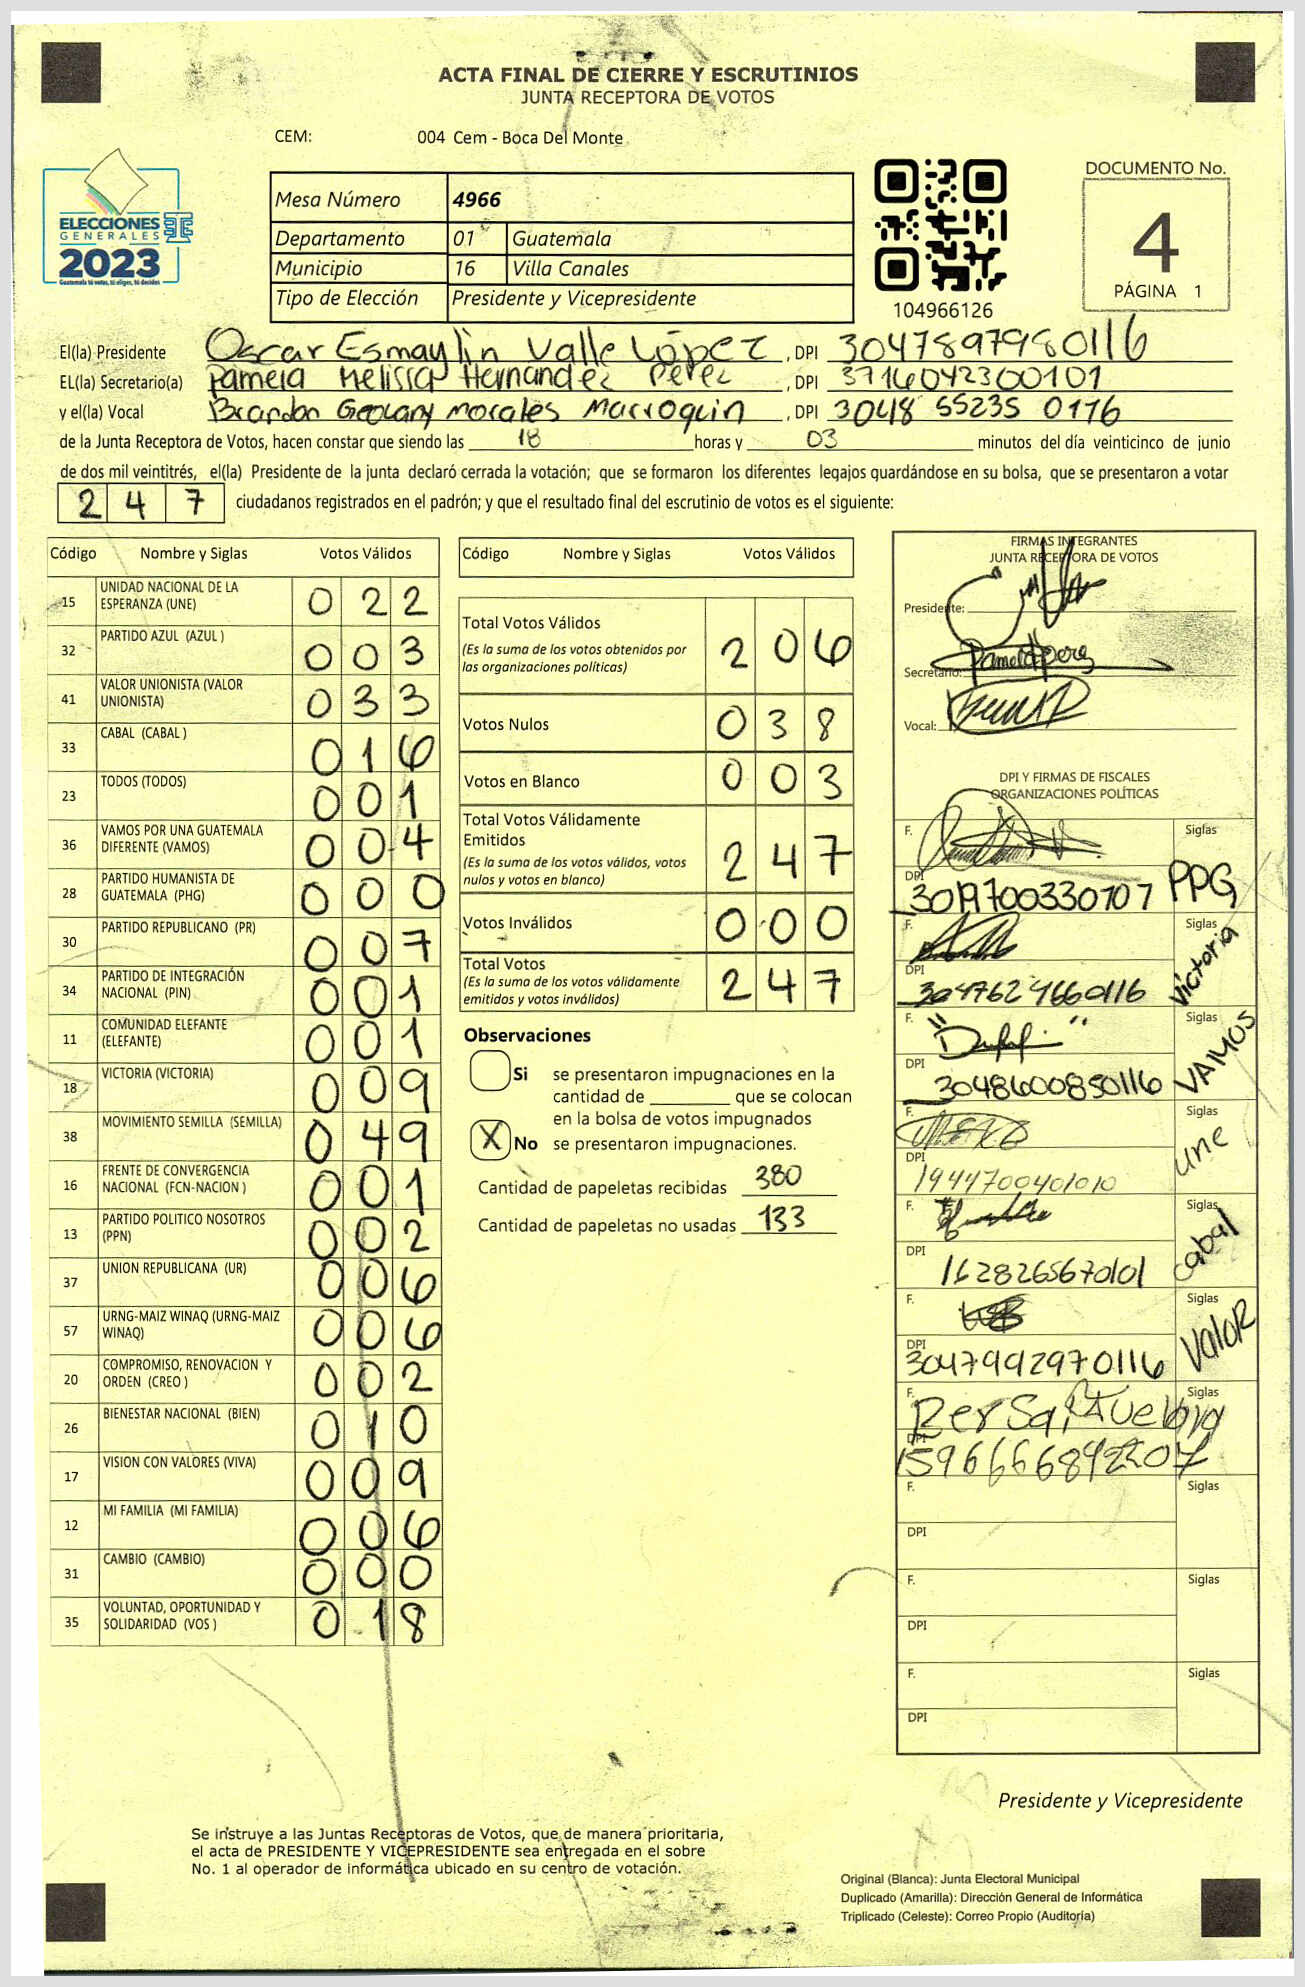 ACTA FINAL DE CIERRE Y ESCRUTINIOS
JUNTA RECEPTORA DE VOTOS
CEM: 004 Cem - Boca Del Monte
ELECCIONES
GENERALES
2023
Guatemala tú votas, tú eliges, tú decides
Mesa Número 4966
Departamento 01 Guatemala
Municipio 16 Villa Canales
Tipo de Elección Presidente y Vicepresidente
104966126
DOCUMENTO No.
4
PÁGINA 1
El(la) Presidente Oscar Esmaylin Valle López , DPI 3047897980116
EL(la) Secretario(a) Pamela Melissa Hernandez Perez , DPI 3716042300101
y el(la) Vocal Brandon Geovany Morales Marroquin , DPI 3048 55235 0116
de la Junta Receptora de Votos, hacen constar que siendo las 18 horas y 03 minutos del día veinticinco de junio
de dos mil veintitrés, el(la) Presidente de la junta declaró cerrada la votación; que se formaron los diferentes legajos quardándose en su bolsa, que se presentaron a votar
2 4 7 ciudadanos registrados en el padrón; y que el resultado final del escrutinio de votos es el siguiente:
Código Nombre y Siglas Votos Válidos
15 UNIDAD NACIONAL DE LA ESPERANZA (UNE) 0 2 2
32 PARTIDO AZUL (AZUL ) 0 0 3
41 VALOR UNIONISTA (VALOR UNIONISTA) 0 3 3
33 CABAL (CABAL ) 0 1 6
23 TODOS (TODOS) 0 0 1
36 VAMOS POR UNA GUATEMALA DIFERENTE (VAMOS) 0 0 4
28 PARTIDO HUMANISTA DE GUATEMALA (PHG) 0 0 0
30 PARTIDO REPUBLICANO (PR) 0 0 7
34 PARTIDO DE INTEGRACIÓN NACIONAL (PIN) 0 0 1
11 COMUNIDAD ELEFANTE (ELEFANTE) 0 0 1
18 VICTORIA (VICTORIA) 0 0 9
38 MOVIMIENTO SEMILLA (SEMILLA) 0 4 9
16 FRENTE DE CONVERGENCIA NACIONAL (FCN-NACION ) 0 0 1
13 PARTIDO POLITICO NOSOTROS (PPN) 0 0 2
37 UNION REPUBLICANA (UR) 0 0 6
57 URNG-MAIZ WINAQ (URNG-MAIZ WINAQ) 0 0 6
20 COMPROMISO, RENOVACION Y ORDEN (CREO ) 0 0 2
26 BIENESTAR NACIONAL (BIEN) 0 1 0
17 VISION CON VALORES (VIVA) 0 0 9
12 MI FAMILIA (MI FAMILIA) 0 0 6
31 CAMBIO (CAMBIO) 0 0 0
35 VOLUNTAD, OPORTUNIDAD Y SOLIDARIDAD (VOS ) 0 1 8
Código Nombre y Siglas Votos Válidos
Total Votos Válidos 2 0 6
(Es la suma de los votos obtenidos por
las organizaciones políticas)
Votos Nulos 0 3 8
Votos en Blanco 0 0 3
Total Votos Válidamente
Emitidos 2 4 7
(Es la suma de los votos válidos, votos
nulos y votos en blanco)
Votos Inválidos 0 0 0
Total Votos 2 4 7
(Es la suma de los votos válidamente
emitidos y votos inválidos)
Observaciones
Si se presentaron impugnaciones en la
cantidad de ________ que se colocan
en la bolsa de votos impugnados
X No se presentaron impugnaciones.
Cantidad de papeletas recibidas 380
Cantidad de papeletas no usadas 133
FIRMAS INTEGRANTES
JUNTA RECEPTORA DE VOTOS
Presidente:
Secretario:
Vocal:
DPI Y FIRMAS DE FISCALES
ORGANIZACIONES POLÍTICAS
F. Siglas
DPI 3019700330707 PPG
F. Siglas
DPI 3047624660116 Victoria
F. Siglas
DPI 3048600850116 VAMOS
F. Siglas
DPI 1944700401010 une
F. Siglas
DPI 1628265670101 cabal
F. Siglas
DPI 3047992970116 VALOR
F. Siglas
DPI 1596666842207
F. Siglas
DPI
F. Siglas
DPI
F. Siglas
DPI
Presidente y Vicepresidente
Se instruye a las Juntas Receptoras de Votos, que de manera prioritaria,
el acta de PRESIDENTE Y VICEPRESIDENTE sea entregada en el sobre
No. 1 al operador de informática ubicado en su centro de votación.
Original (Blanca): Junta Electoral Municipal
Duplicado (Amarilla): Dirección General de Informática
Triplicado (Celeste): Correo Propio (Auditoría)